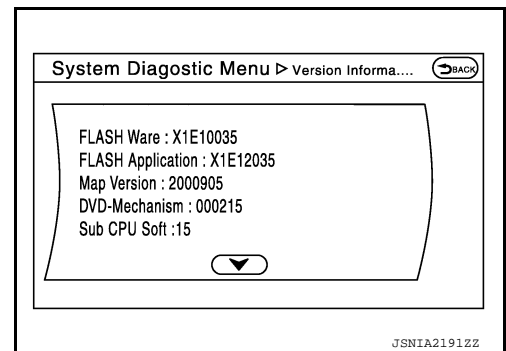 System Diagostic Menu ▷ Version Informa.... BACK
FLASH Ware : X1E10035
FLASH Application : X1E12035
Map Version : 2000905
DVD-Mechanism : 000215
Sub CPU Soft :15
JSNIA2191ZZ